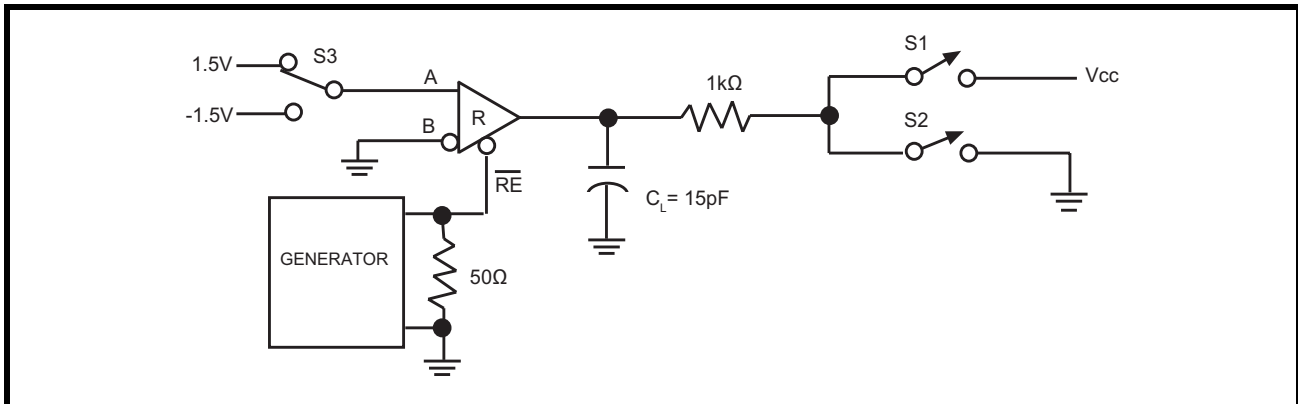 1.5V
S3
-1.5V
A
B
R
RE
GENERATOR
50Ω
C_L= 15pF
1kΩ
S1
Vcc
S2